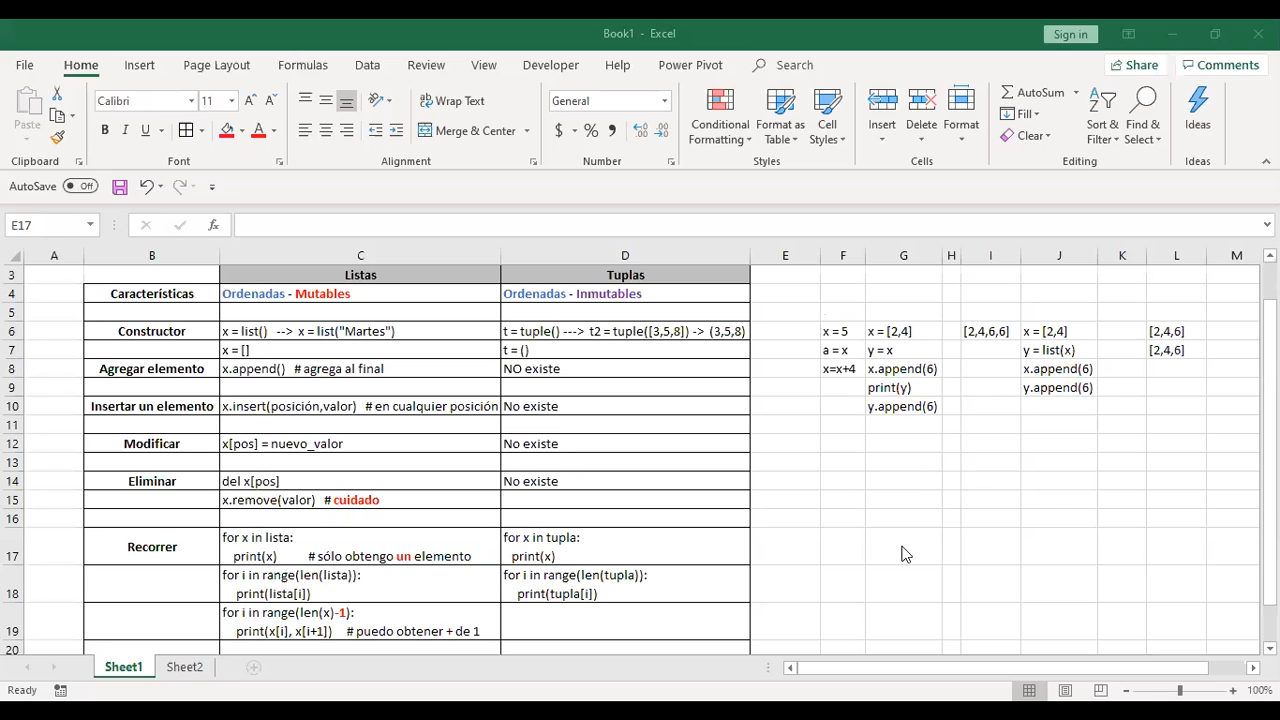 Book1 - Excel
Sign in
File Home Insert Page Layout Formulas Data Review View Developer Help Power Pivot Search Share Comments
Paste
Calibri 11
B I U
Wrap Text
Merge & Center
General
$ % 9
Conditional Formatting
Format as Table
Cell Styles
Insert
Delete
Format
AutoSum
Fill
Clear
Sort & Filter
Find & Select
Ideas
Clipboard Font Alignment Number Styles Cells Editing Ideas
AutoSave Off
E17 fx
A B C D E F G H I J K L M
3 Listas Tuplas
4 Características Ordenadas - Mutables Ordenadas - Inmutables
5
6 Constructor x = list() --> x = list("Martes") t = tuple() ---> t2 = tuple([3,5,8]) -> (3,5,8) x = 5 x = [2,4] [2,4,6,6] x = [2,4] [2,4,6]
7 x = [] t = () a = x y = x y = list(x) [2,4,6]
8 Agregar elemento x.append() # agrega al final NO existe x=x+4 x.append(6) x.append(6)
9 print(y) y.append(6)
10 Insertar un elemento x.insert(posición,valor) # en cualquier posición No existe y.append(6)
11
12 Modificar x[pos] = nuevo_valor No existe
13
14 Eliminar del x[pos] No existe
15 x.remove(valor) # cuidado
16
17 Recorrer for x in lista: for x in tupla:
print(x) # sólo obtengo un elemento print(x)
18 for i in range(len(lista)): for i in range(len(tupla)):
print(lista[i]) print(tupla[i])
19 for i in range(len(x)-1):
print(x[i], x[i+1]) # puedo obtener + de 1
20
Sheet1 Sheet2
Ready 100%